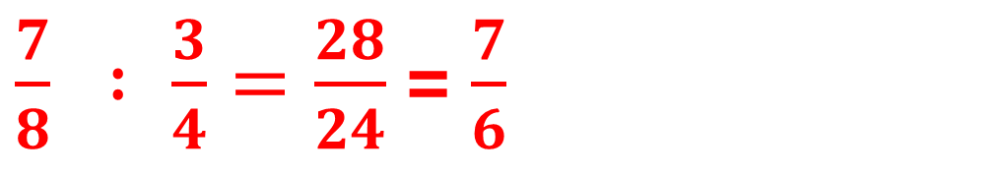 7/8 : 3/4 = 28/24 = 7/6